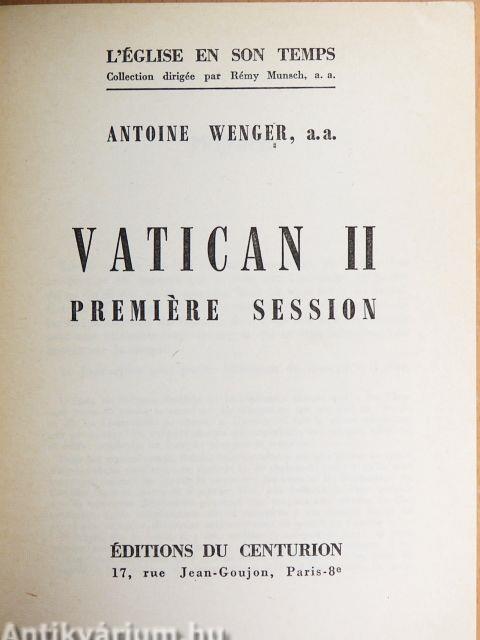 L'ÉGLISE EN SON TEMPS
Collection dirigée par Rémy Munsch, a. a.
ANTOINE WENGER, a.a.
VATICAN II
PREMIÈRE SESSION
ÉDITIONS DU CENTURION
17, rue Jean-Goujon, Paris-8e
Antikvárium.hu